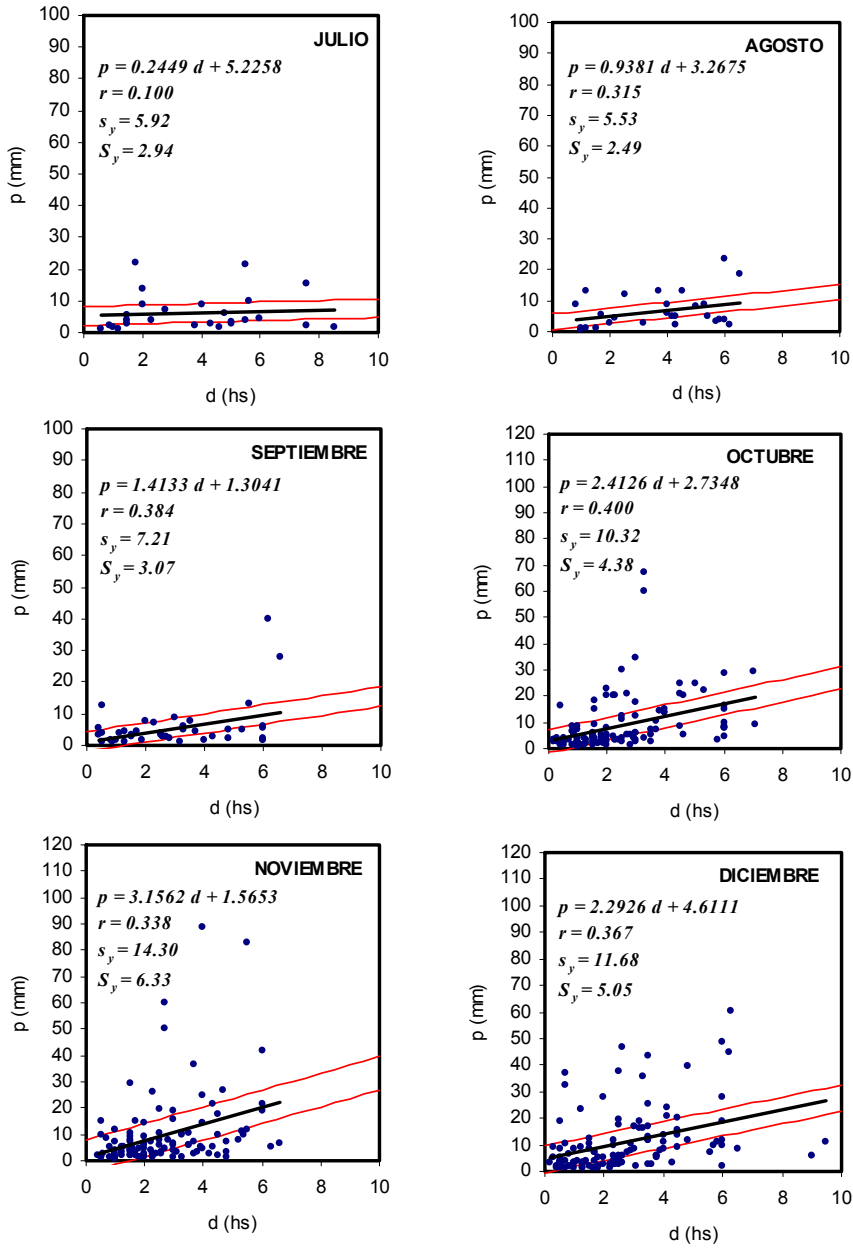 JULIO
p = 0.2449 d + 5.2258
r = 0.100
s_y = 5.92
S_y = 2.94
p (mm)
100
90
80
70
60
50
40
30
20
10
0
0 2 4 6 8 10
d (hs)
AGOSTO
p = 0.9381 d + 3.2675
r = 0.315
s_y = 5.53
S_y = 2.49
p (mm)
100
90
80
70
60
50
40
30
20
10
0
0 2 4 6 8 10
d (hs)
SEPTIEMBRE
p = 1.4133 d + 1.3041
r = 0.384
s_y = 7.21
S_y = 3.07
p (mm)
100
90
80
70
60
50
40
30
20
10
0
0 2 4 6 8 10
d (hs)
OCTUBRE
p = 2.4126 d + 2.7348
r = 0.400
s_y = 10.32
S_y = 4.38
p (mm)
120
110
100
90
80
70
60
50
40
30
20
10
0
0 2 4 6 8 10
d (hs)
NOVIEMBRE
p = 3.1562 d + 1.5653
r = 0.338
s_y = 14.30
S_y = 6.33
p (mm)
120
110
100
90
80
70
60
50
40
30
20
10
0
0 2 4 6 8 10
d (hs)
DICIEMBRE
p = 2.2926 d + 4.6111
r = 0.367
s_y = 11.68
S_y = 5.05
p (mm)
120
110
100
90
80
70
60
50
40
30
20
10
0
0 2 4 6 8 10
d (hs)